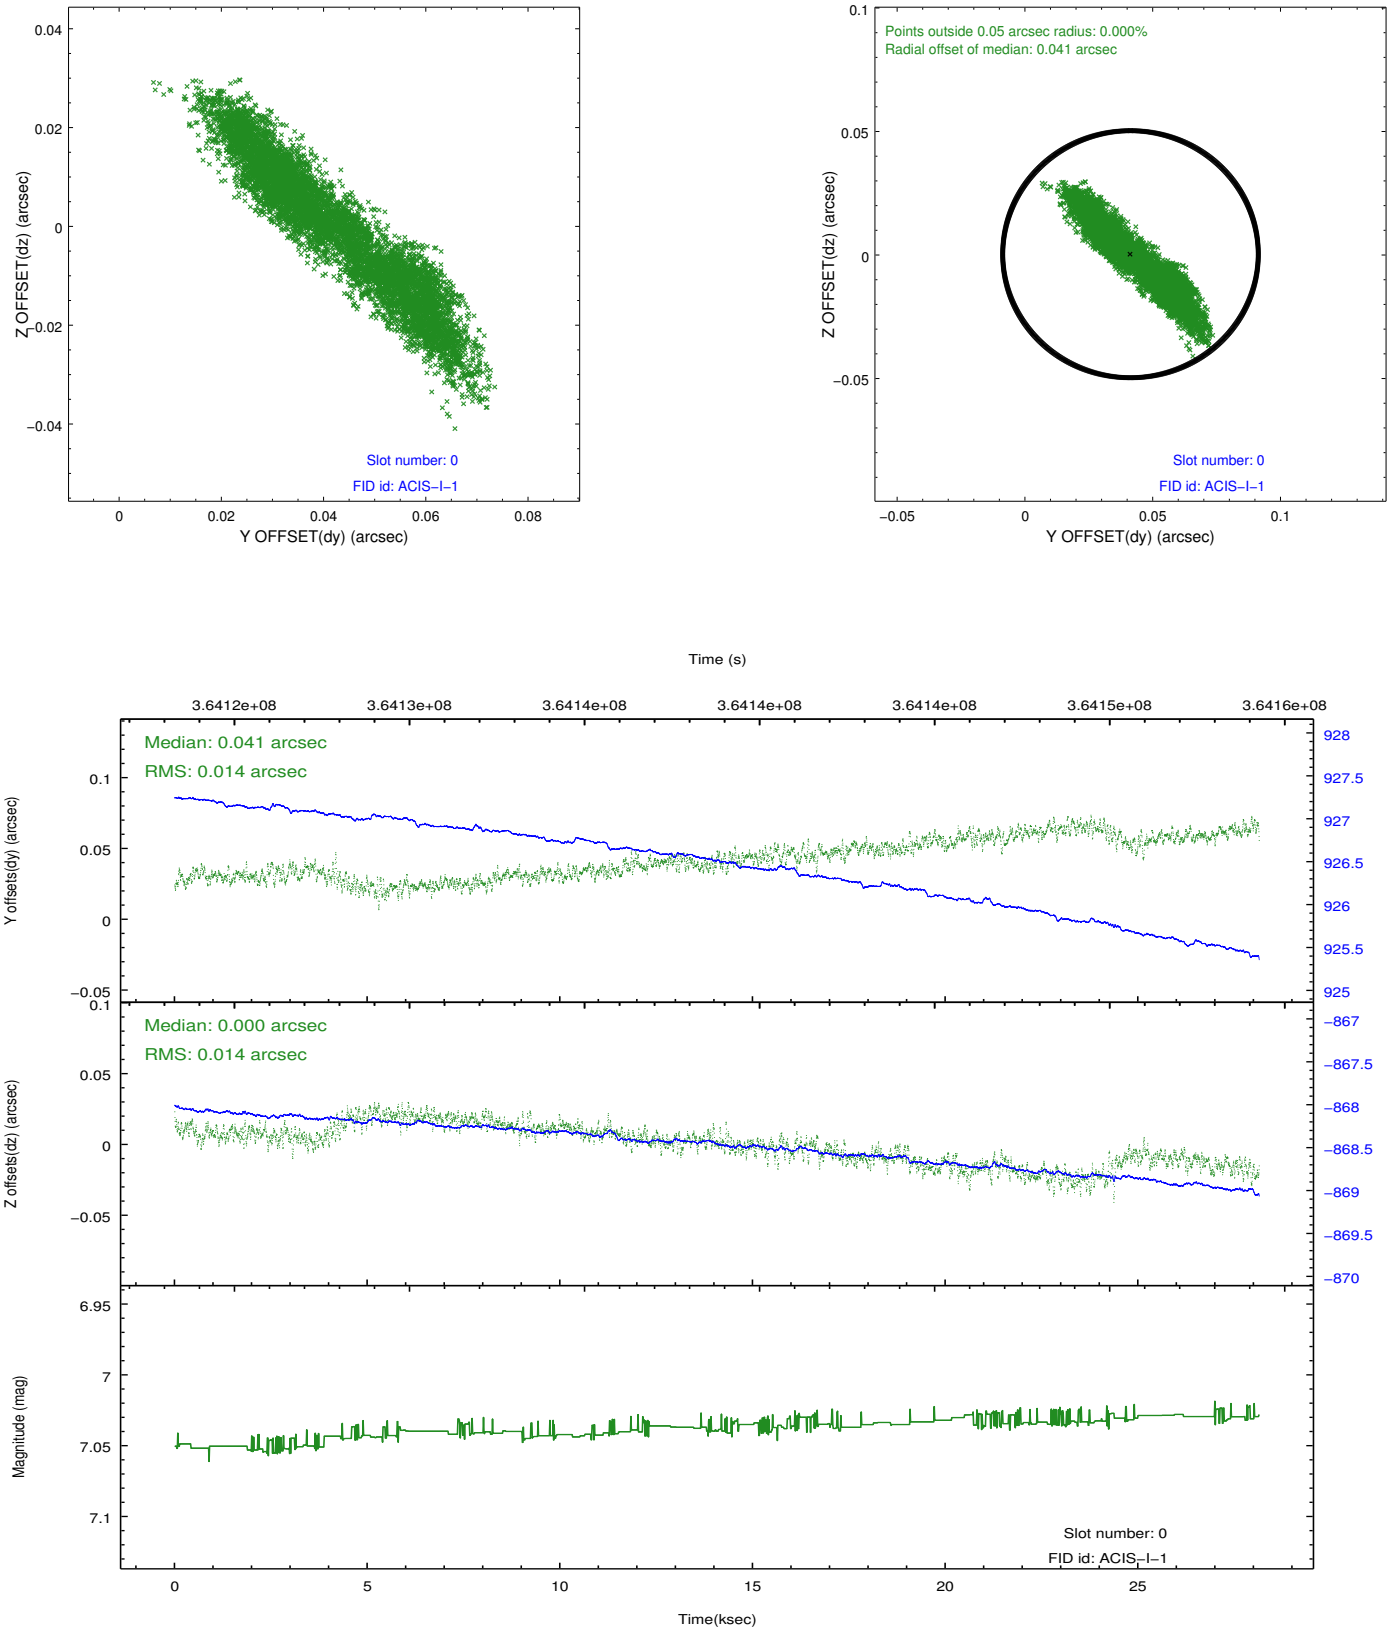 0.04
0.02
0
−0.02
−0.04
Z OFFSET(dz) (arcsec)
Slot number: 0
FID id: ACIS−I−1
0
0.02
0.04
0.06
0.08
Y OFFSET(dy) (arcsec)
Points outside 0.05 arcsec radius: 0.000%
Radial offset of median: 0.041 arcsec
0.1
0.05
0
−0.05
Z OFFSET(dz) (arcsec)
Slot number: 0
FID id: ACIS−I−1
−0.05
0
0.05
0.1
Y OFFSET(dy) (arcsec)
Time (s)
3.6412e+08
3.6413e+08
3.6414e+08
3.6414e+08
3.6414e+08
3.6415e+08
3.6416e+08
Median: 0.041 arcsec
RMS: 0.014 arcsec
0.1
0.05
0
−0.05
Y offsets(dy) (arcsec)
928
927.5
927
926.5
926
925.5
925
Median: 0.000 arcsec
RMS: 0.014 arcsec
0.1
0.05
0
−0.05
Z offsets(dz) (arcsec)
−867
−867.5
−868
−868.5
−869
−869.5
−870
6.95
7
7.05
7.1
Magnitude (mag)
Slot number: 0
FID id: ACIS−I−1
0
5
10
15
20
25
Time(ksec)